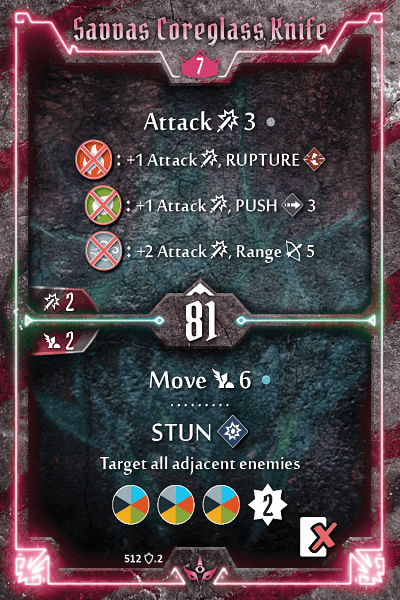 Savvas Coreglass Knife
7
Attack 3
: +1 Attack, RUPTURE
: +1 Attack, PUSH 3
: +2 Attack, Range 5
2
81
2
Move 6
STUN
Target all adjacent enemies
2
512 .2